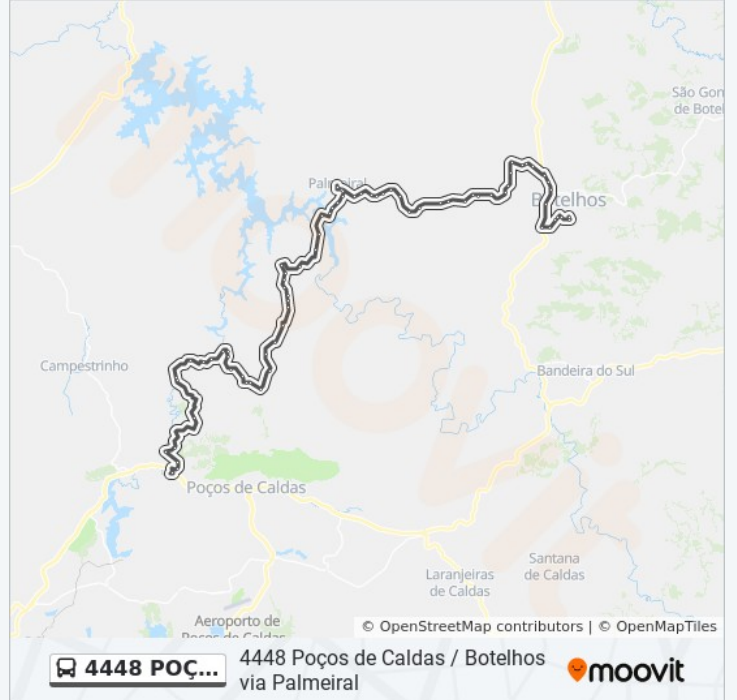 São Gon
de Botel
Palmeiral
Botelhos
Campestrinho
Bandeira do Sul
Poços de Caldas
Santana
de Caldas
Laranjeiras
de Caldas
Aeroporto de
Poços de Caldas
© OpenStreetMap contributors | © OpenMapTiles
4448 POÇ...
4448 Poços de Caldas / Botelhos
via Palmeiral
moovit